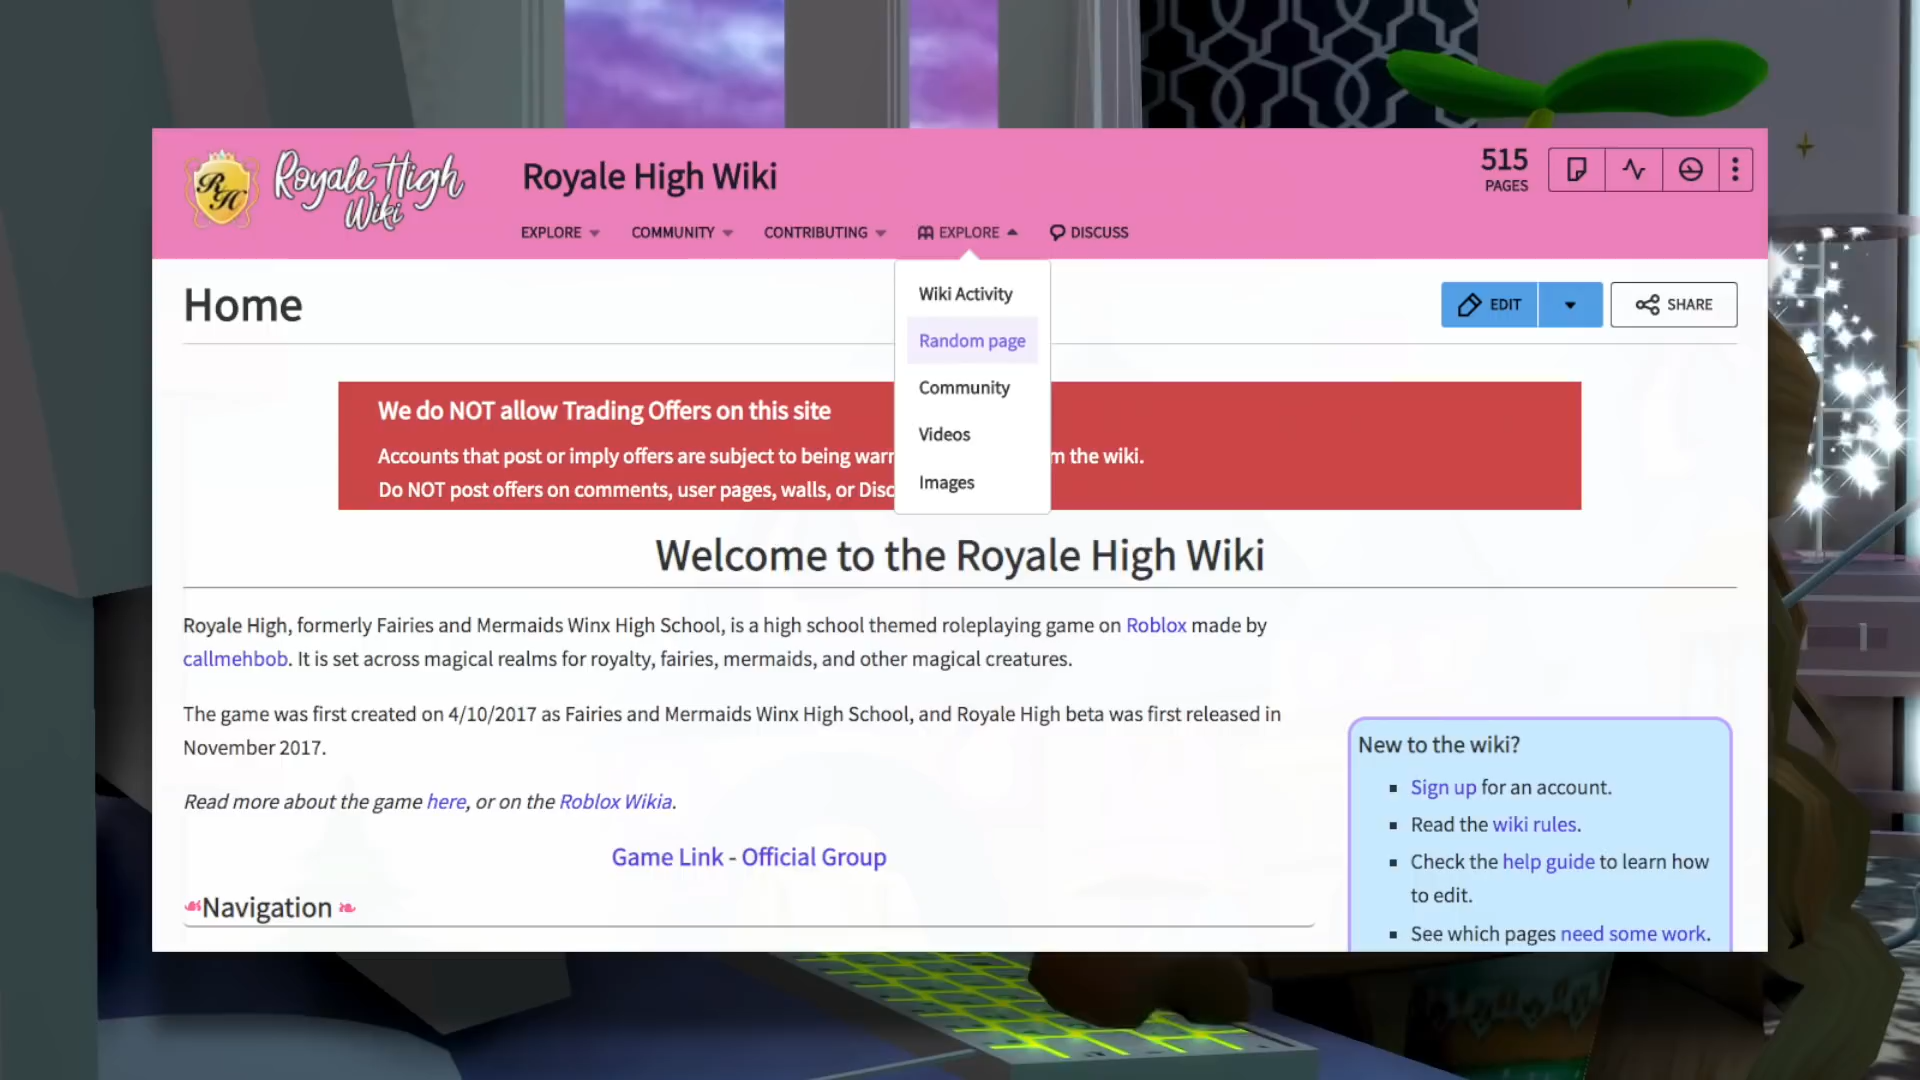 RH
Royale High
Wiki
Royale High Wiki
515
PAGES
EXPLORE
COMMUNITY
CONTRIBUTING
EXPLORE
DISCUSS
Wiki Activity
Random page
Community
Videos
Images
Home
EDIT
SHARE
We do NOT allow Trading Offers on this site
Accounts that post or imply offers are subject to being m the wiki.
Do NOT post offers on comments, user pages, walls, or
Welcome to the Royale High Wiki
Royale High, formerly Fairies and Mermaids Winx High School, is a high school themed roleplaying game on Roblox made by
callmehbob. It is set across magical realms for royalty, fairies, mermaids, and other magical creatures.
The game was first created on 4/10/2017 as Fairies and Mermaids Winx High School, and Royale High beta was first released in
November 2017.
Read more about the game here, or on the Roblox Wikia.
Game Link - Official Group
Navigation
New to the wiki?
Sign up for an account.
Read the wiki rules.
Check the help guide to learn how
to edit.
See which pages need some work.